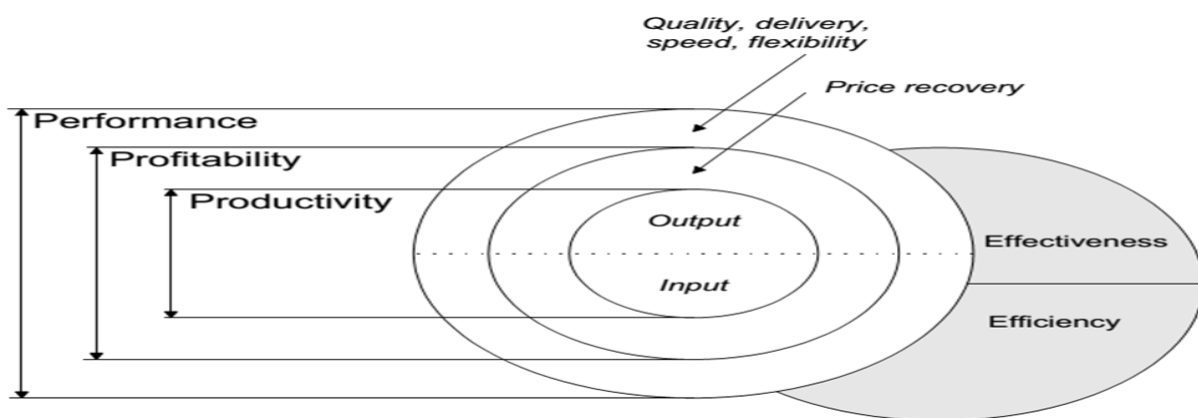 Quality, delivery,
speed, flexibility
Price recovery
Performance
Profitability
Productivity
Output
Effectiveness
Input
Efficiency